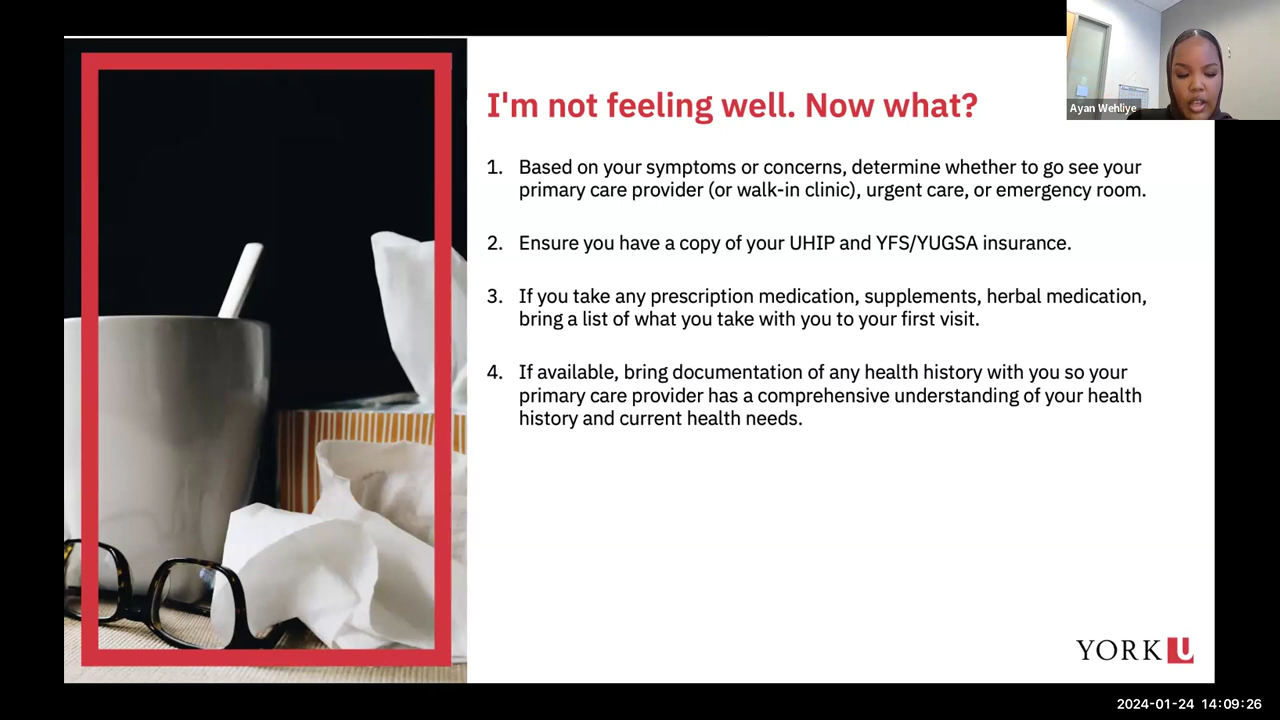 Ayan Wehliye
I'm not feeling well. Now what?
1. Based on your symptoms or concerns, determine whether to go see your
primary care provider (or walk-in clinic), urgent care, or emergency room.
2. Ensure you have a copy of your UHIP and YFS/YUGSA insurance.
3. If you take any prescription medication, supplements, herbal medication,
bring a list of what you take with you to your first visit.
4. If available, bring documentation of any health history with you so your
primary care provider has a comprehensive understanding of your health
history and current health needs.
YORK U
2024-01-24 14:09:26